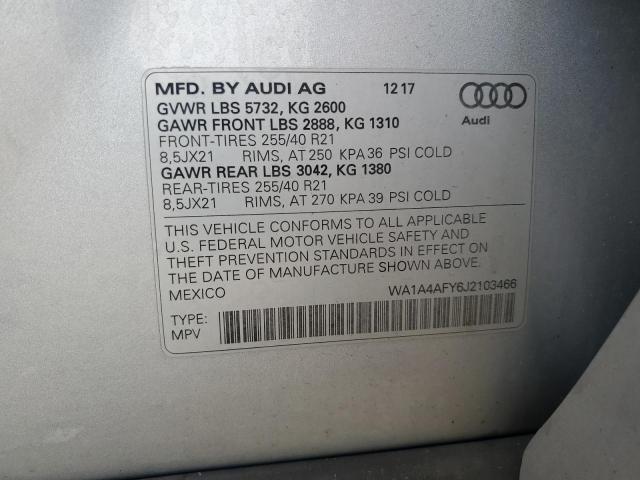 MFD. BY AUDI AG 12 17
GVWR LBS 5732, KG 2600
GAWR FRONT LBS 2888, KG 1310
FRONT-TIRES 255/40 R21
8,5JX21 RIMS, AT 250 KPA 36 PSI COLD
GAWR REAR LBS 3042, KG 1380
REAR-TIRES 255/40 R21
8,5JX21 RIMS, AT 270 KPA 39 PSI COLD
Audi
THIS VEHICLE CONFORMS TO ALL APPLICABLE
U.S. FEDERAL MOTOR VEHICLE SAFETY AND
THEFT PREVENTION STANDARDS IN EFFECT ON
THE DATE OF MANUFACTURE SHOWN ABOVE
MEXICO WA1A4AFY6J2103466
TYPE:
MPV